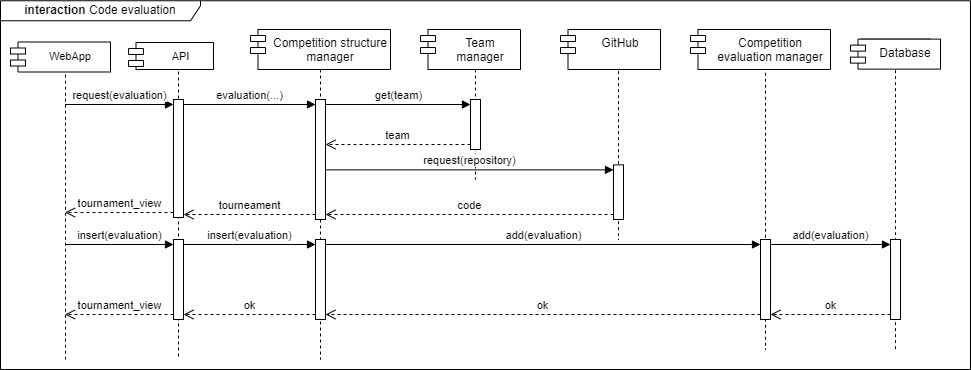 interaction Code evaluation
WebApp
API
Competition structure
manager
Team
manager
GitHub
Competition
evaluation manager
Database
request(evaluation)
evaluation(...)
get(team)
team
request(repository)
tournament_view
tourneament
code
insert(evaluation)
insert(evaluation)
add(evaluation)
add(evaluation)
tournament_view
ok
ok
ok